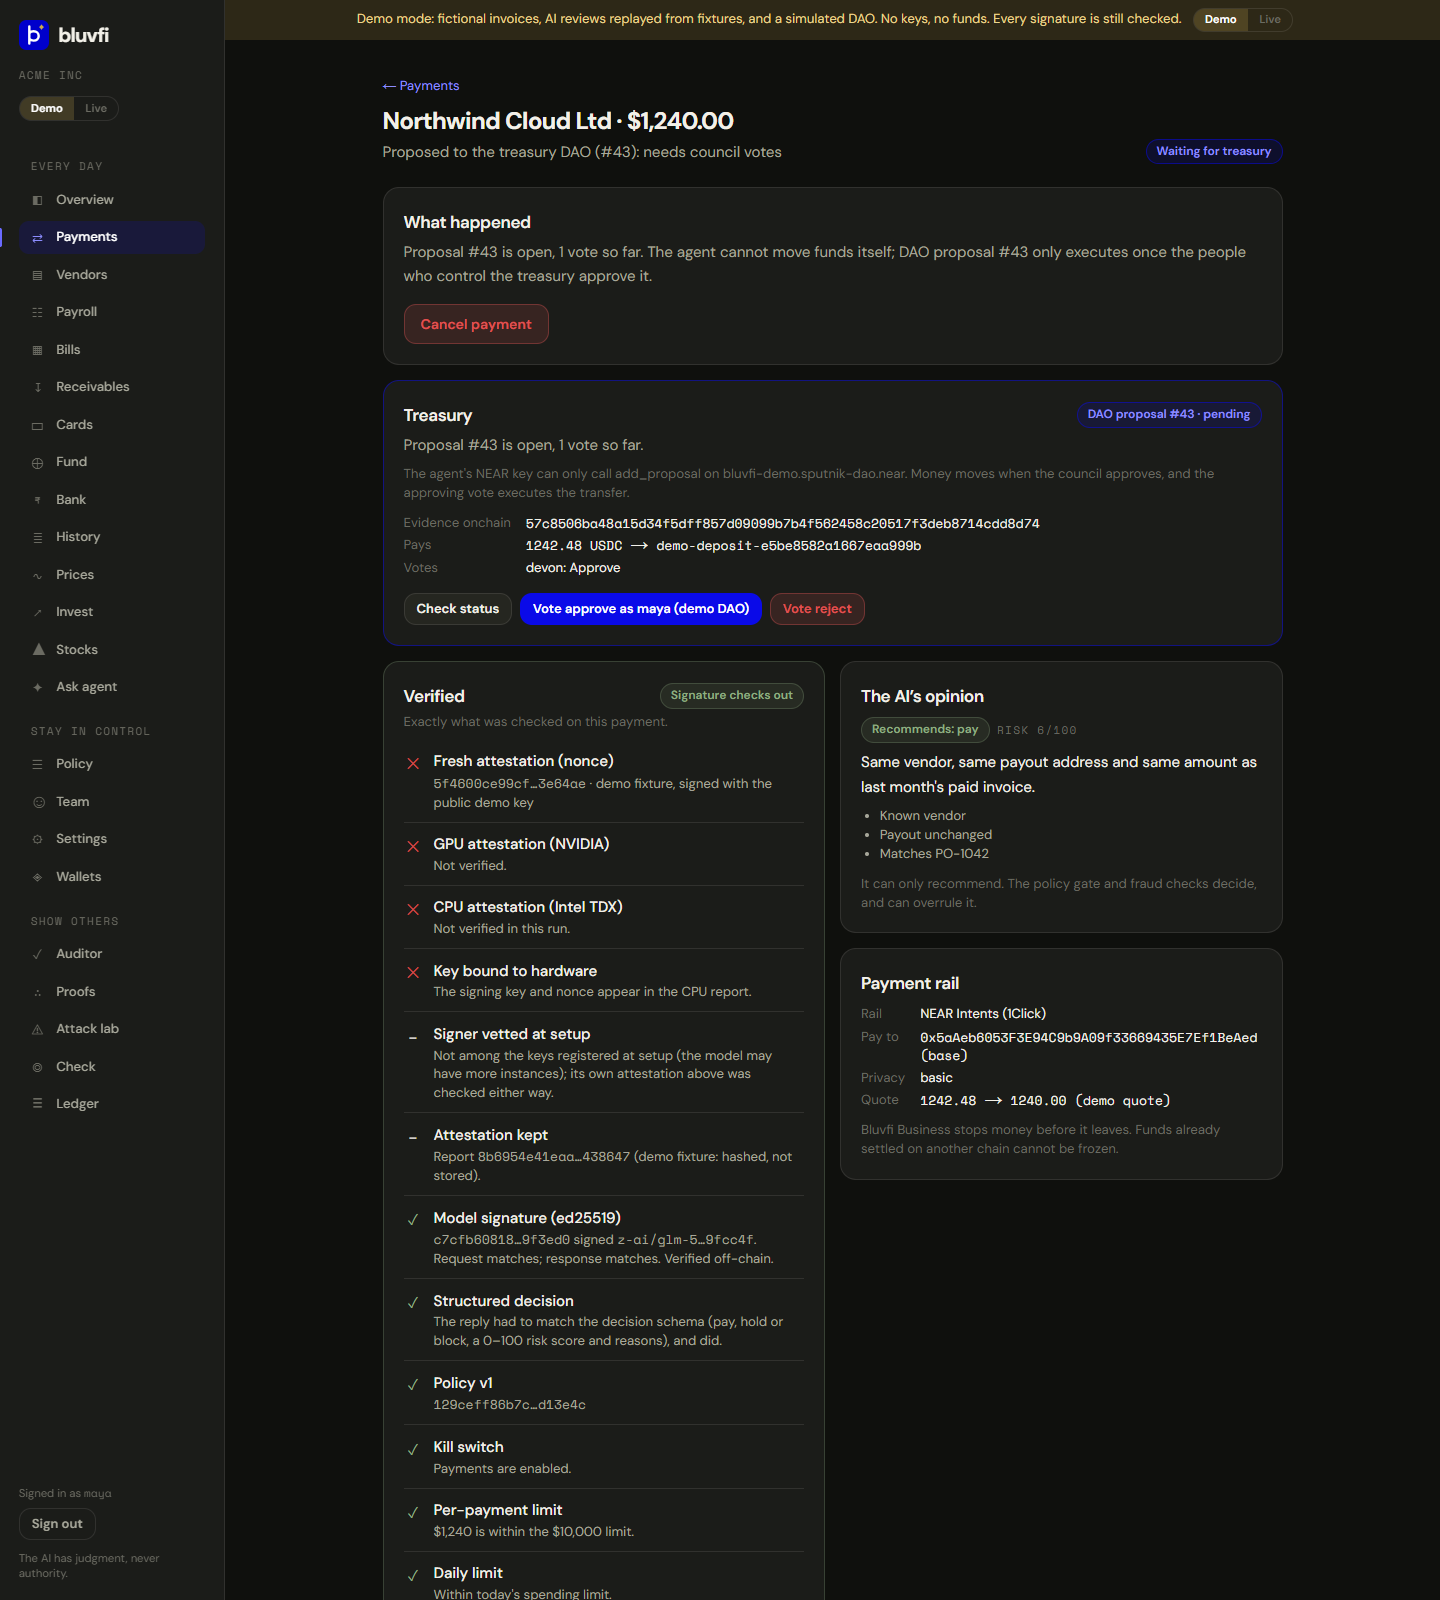 bluvfi
ACME INC
Demo Live
EVERY DAY
Overview
Payments
Vendors
Payroll
Bills
Receivables
Cards
Fund
Bank
History
Prices
Invest
Stocks
Ask agent
STAY IN CONTROL
Policy
Team
Settings
Wallets
SHOW OTHERS
Auditor
Proofs
Attack lab
Check
Ledger
Signed in as maya
Sign out
The AI has judgment, never
authority.
Demo mode: fictional invoices, AI reviews replayed from fixtures, and a simulated DAO. No keys, no funds. Every signature is still checked. Demo Live
← Payments
Northwind Cloud Ltd · $1,240.00
Proposed to the treasury DAO (#43): needs council votes
Waiting for treasury
What happened
Proposal #43 is open, 1 vote so far. The agent cannot move funds itself; DAO proposal #43 only executes once the people
who control the treasury approve it.
Cancel payment
Treasury
DAO proposal #43 · pending
Proposal #43 is open, 1 vote so far.
The agent's NEAR key can only call add_proposal on bluvfi-demo.sputnik-dao.near. Money moves when the council approves, and the
approving vote executes the transfer.
Evidence onchain 57c8506ba48a15d34f5dff857d09099b7b4f562458c20517f3deb8714cdd8d74
Pays 1242.48 USDC → demo-deposit-e5be8582a1667eaa999b
Votes devon: Approve
Check status Vote approve as maya (demo DAO) Vote reject
Verified
Signature checks out
Exactly what was checked on this payment.
Fresh attestation (nonce)
5f4600ce99cf…3e64ae · demo fixture, signed with the
public demo key
GPU attestation (NVIDIA)
Not verified.
CPU attestation (Intel TDX)
Not verified in this run.
Key bound to hardware
The signing key and nonce appear in the CPU report.
Signer vetted at setup
Not among the keys registered at setup (the model may
have more instances); its own attestation above was
checked either way.
Attestation kept
Report 8b6954e41eaa…438647 (demo fixture: hashed, not
stored).
Model signature (ed25519)
c7cfb60818…9f3ed0 signed z-ai/glm-5…9fcc4f.
Request matches; response matches. Verified off-chain.
Structured decision
The reply had to match the decision schema (pay, hold or
block, a 0–100 risk score and reasons), and did.
Policy v1
129ceff86b7c…d13e4c
Kill switch
Payments are enabled.
Per-payment limit
$1,240 is within the $10,000 limit.
Daily limit
Within today's spending limit.
The AI's opinion
Recommends: pay RISK 6/100
Same vendor, same payout address and same amount as
last month's paid invoice.
• Known vendor
• Payout unchanged
• Matches PO-1042
It can only recommend. The policy gate and fraud checks decide,
and can overrule it.
Payment rail
Rail NEAR Intents (1Click)
Pay to 0x5aAeb6053F3E94C9b9A09f33669435E7Ef1BeAed
(base)
Privacy basic
Quote 1242.48 → 1240.00 (demo quote)
Bluvfi Business stops money before it leaves. Funds already
settled on another chain cannot be frozen.